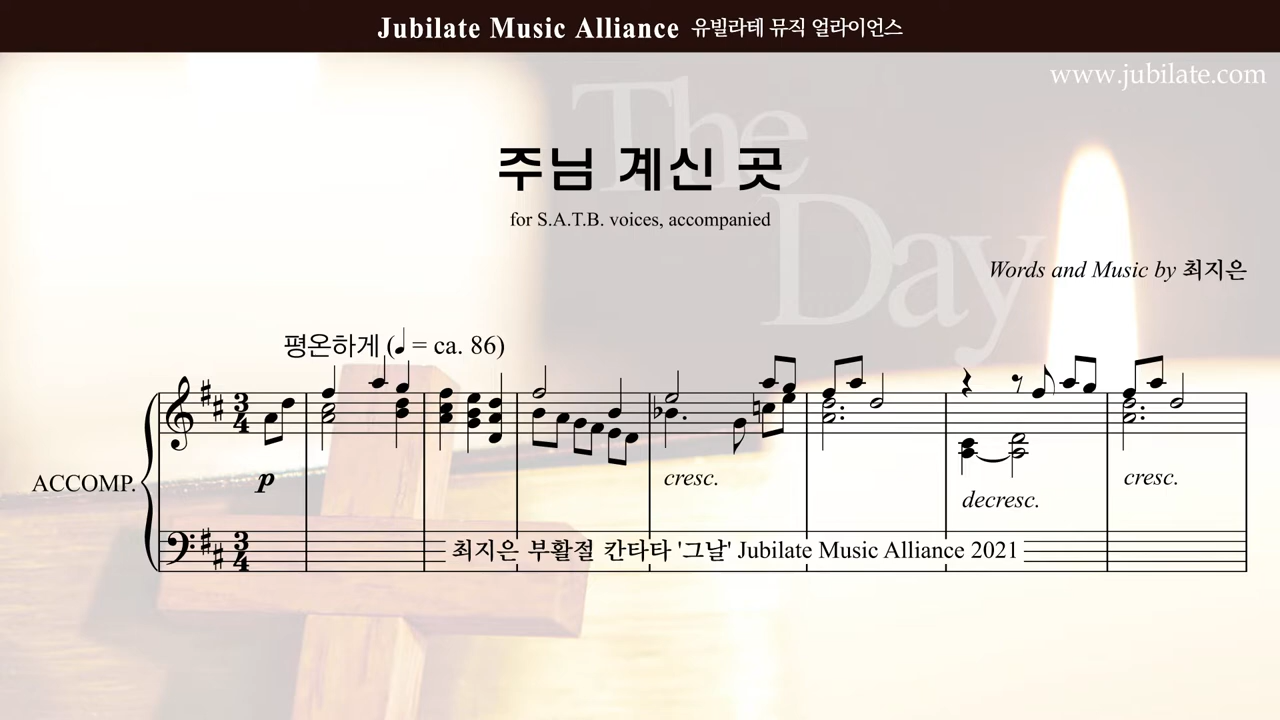 Jubilate Music Alliance 유빌라테 뮤직 얼라이언스
www.jubilate.com
The Day
주님 계신 곳
for S.A.T.B. voices, accompanied
Words and Music by 최지은
평온하게 (♩ = ca. 86)
3 4
ACCOMP.
p
cresc.
decresc.
cresc.
3 4
최지은 부활절 칸타타 '그날' Jubilate Music Alliance 2021